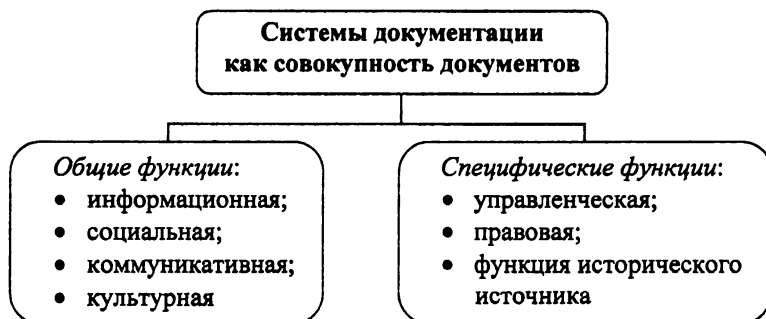 Системы документации
как совокупность документов
Общие функции:
• информационная;
• социальная;
• коммуникативная;
• культурная
Специфические функции:
• управленческая;
• правовая;
• функция исторического
источника